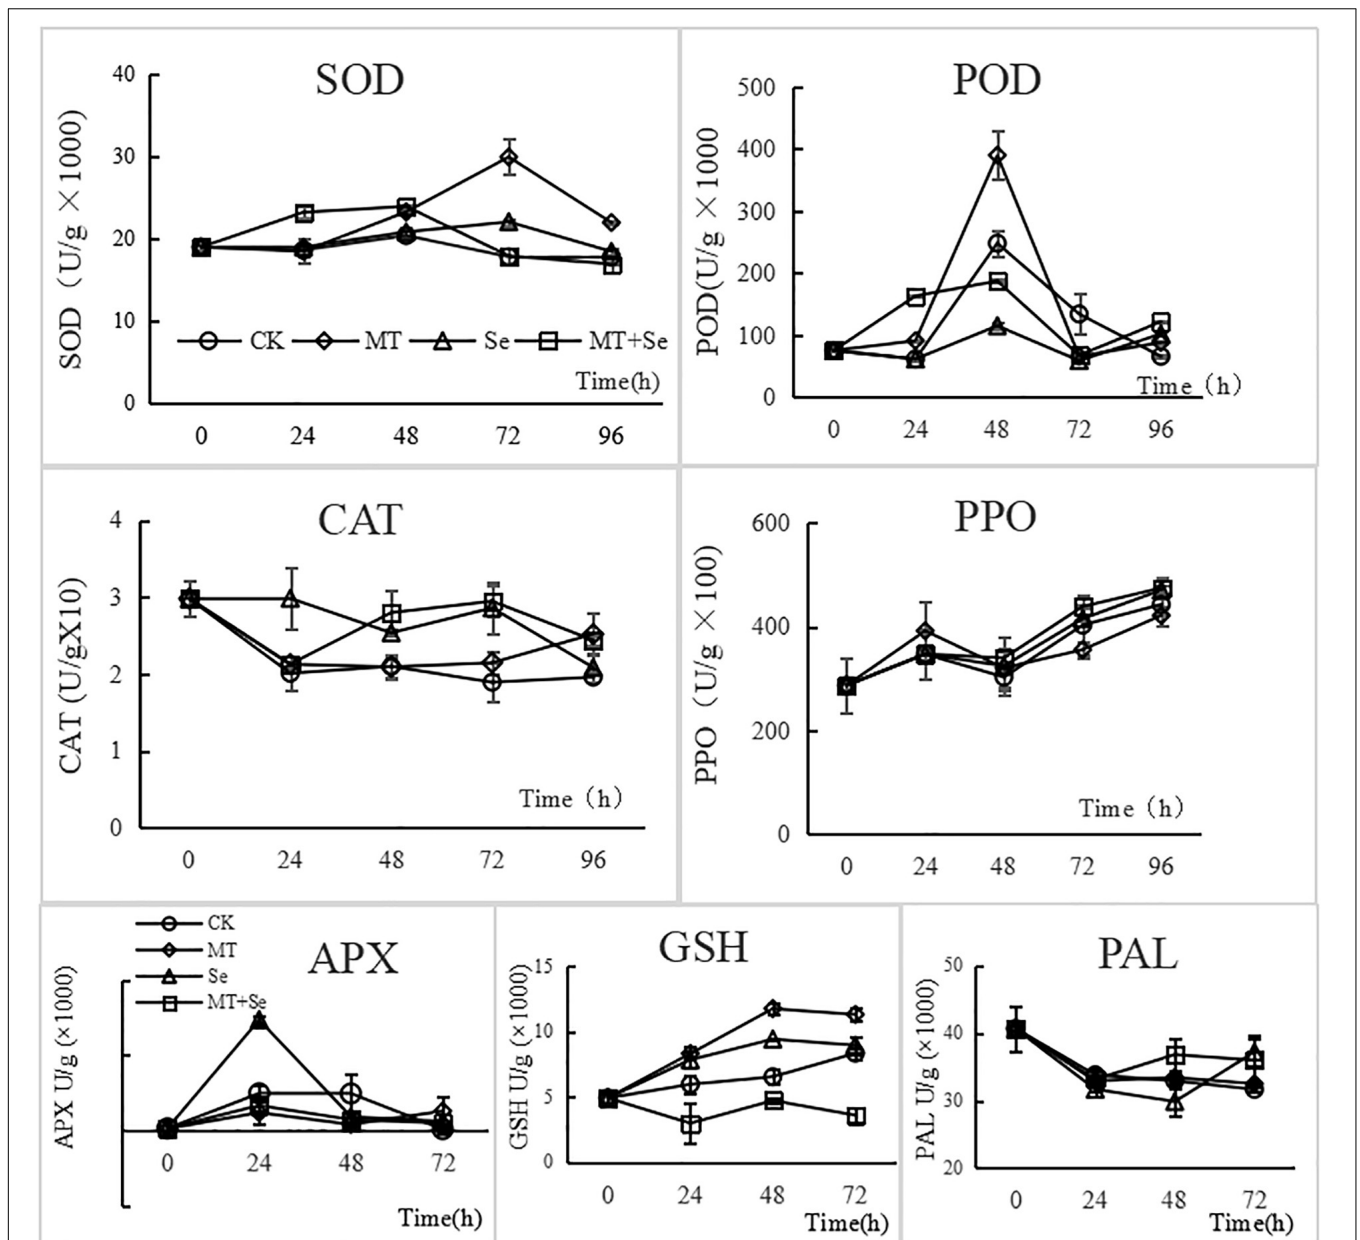 SOD
SOD（U/g ×1000)
40
30
20
10
0
CK MT Se MT+Se
Time(h)
0 24 48 72 96
POD
POD(U/g ×1000
500
400
300
200
100
0
Time（h）
0 24 48 72 96
CAT
CAT (U/gX10)
4
3
2
1
0
Time（h）
0 24 48 72 96
PPO
PPO（U/g ×100)
600
400
200
0
Time（h）
0 24 48 72 96
CK
MT
Se
MT+Se
APX
APX U/g (×1000)
0 24 48 72
Time(h)
GSH
GSH U/g (×1000)
15
10
5
0
0 24 48 72
Time(h)
PAL
PAL U/g (×1000)
50
40
30
20
0 24 48 72
Time(h)